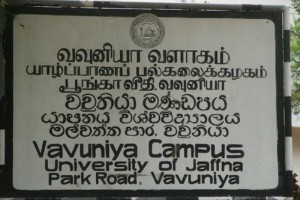 வவுனியா வளாகம்
யாழ்ப்பாணப் பல்கலைக்கழகம்
பூங்கா வீதி, வவுனியா
වවුනියා මණ්ඩපය
යාපනය විශ්වවිද්‍යාලය
මල්වත්ත පාර, වවුනියා
Vavuniya Campus
University of Jaffna
Park Road, Vavuniya